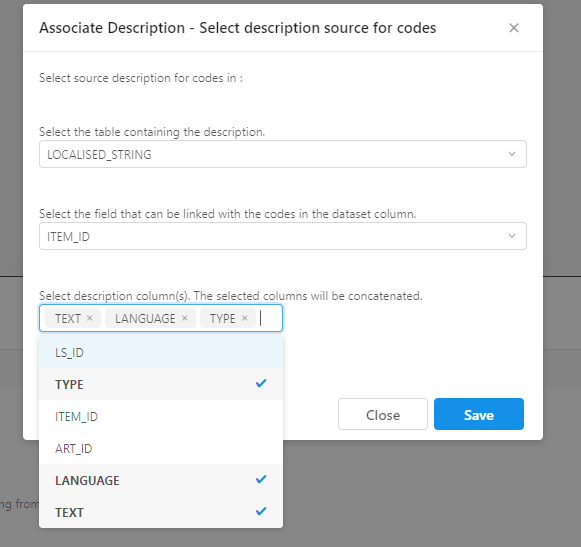 Associate Description - Select description source for codes
Select source description for codes in :
Select the table containing the description.
LOCALISED_STRING
Select the field that can be linked with the codes in the dataset column.
ITEM_ID
Select description column(s). The selected columns will be concatenated.
TEXT × LANGUAGE × TYPE ×
LS_ID
TYPE
ITEM_ID
ART_ID
Close Save
LANGUAGE
ng from
TEXT